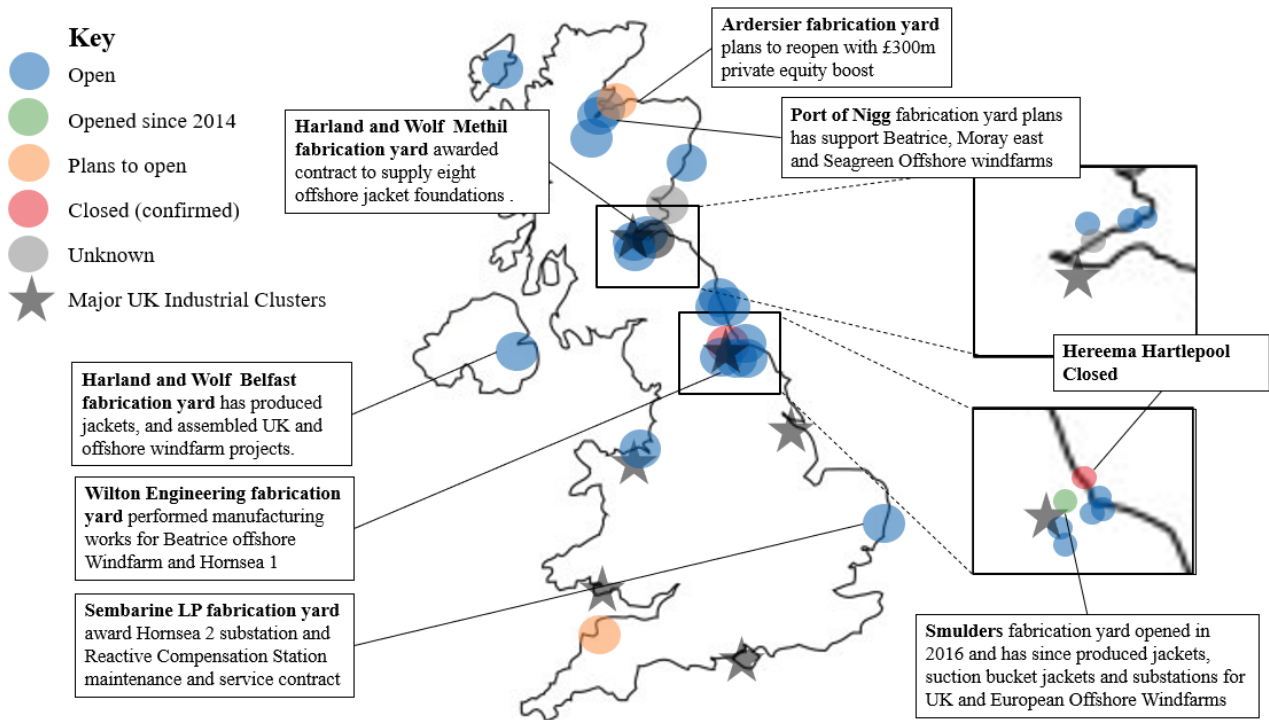 Key
Open
Opened since 2014
Plans to open
Closed (confirmed)
Unknown
Major UK Industrial Clusters
Ardersier fabrication yard
plans to reopen with £300m
private equity boost
Harland and Wolf Methil
fabrication yard awarded
contract to supply eight
offshore jacket foundations .
Port of Nigg fabrication yard plans
has support Beatrice, Moray east
and Seagreen Offshore windfarms
Hereema Hartlepool
Closed
Harland and Wolf Belfast
fabrication yard has produced
jackets, and assembled UK and
offshore windfarm projects.
Wilton Engineering fabrication
yard performed manufacturing
works for Beatrice offshore
Windfarm and Hornsea 1
Sembarine LP fabrication yard
award Hornsea 2 substation and
Reactive Compensation Station
maintenance and service contract
Smulders fabrication yard opened in
2016 and has since produced jackets,
suction bucket jackets and substations for
UK and European Offshore Windfarms